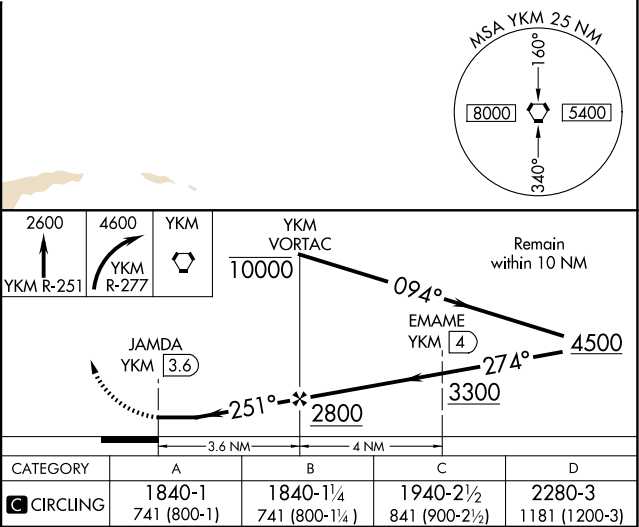 MSA YKM 25 NM
160°
8000
5400
340°
2600
4600
YKM
YKM R-251
YKM
R-277
YKM
VORTAC
10000
Remain
within 10 NM
094°
EMAME
YKM 4
4500
274°
3300
JAMDA
YKM 3.6
251°
2800
3.6 NM
4 NM
CATEGORY A B C D
C CIRCLING 1840-1 1840-1¼ 1940-2½ 2280-3
741 (800-1) 741 (800-1¼) 841 (900-2½) 1181 (1200-3)